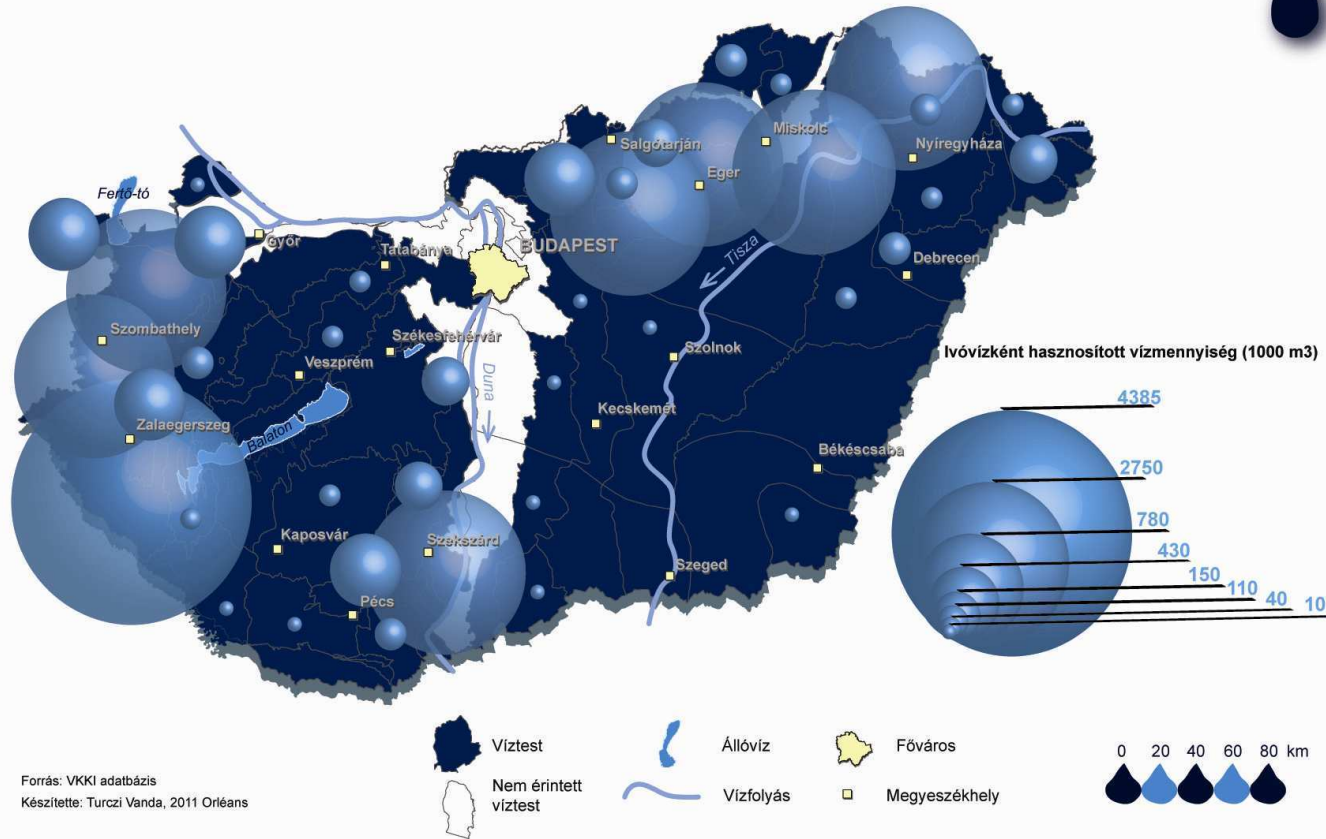 Fertő-tó
Győr
Tatabánya
BUDAPEST
Salgótarján
Eger
Miskolc
Nyíregyháza
Debrecen
Tisza
Szombathely
Veszprém
Székesfehérvár
Duna
Szolnok
Kecskemét
Zalaegerszeg
Balaton
Békéscsaba
Kaposvár
Szekszárd
Pécs
Szeged
Ivóvízként hasznosított vízmennyiség (1000 m3)
4385
2750
780
430
150
110
40
10
Víztest
Állóvíz
Főváros
Nem érintett
víztest
Vízfolyás
Megyeszékhely
0 20 40 60 80 km
Forrás: VKKI adatbázis
Készítette: Turczi Vanda, 2011 Orléans